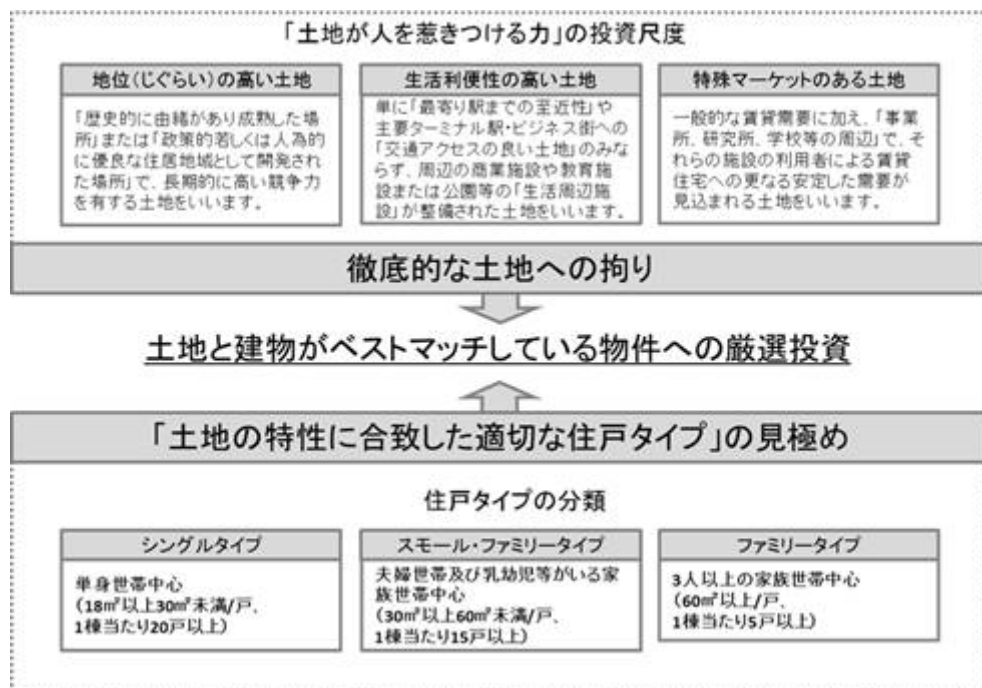 「土地が人を惹きつける力」の投資尺度
地位(じぐらい)の高い土地
「歴史的に由緒があり成熟した場
所」または「政策的若しくは人為的
に優良な住居地域として開発され
た場所」で、長期的に高い競争力
を有する土地をいいます。
生活利便性の高い土地
単に「最寄り駅までの至近性」や
主要ターミナル駅・ビジネス街への
「交通アクセスの良い土地」のみな
らず、周辺の商業施設や教育施
設または公園等の「生活周辺施
設」が整備された土地をいいます。
特殊マーケットのある土地
一般的な賃貸需要に加え、「事業
所、研究所、学校等の周辺」で、そ
れらの施設の利用者による賃貸
住宅への更なる安定した需要が
見込まれる土地をいいます。
徹底的な土地への拘り
土地と建物がベストマッチしている物件への厳選投資
「土地の特性に合致した適切な住戸タイプ」の見極め
住戸タイプの分類
シングルタイプ
単身世帯中心
(18㎡以上30㎡未満/戸、
1棟当たり20戸以上)
スモール・ファミリータイプ
夫婦世帯及び乳幼児等がいる家
族世帯中心
(30㎡以上60㎡未満/戸、
1棟当たり15戸以上)
ファミリータイプ
3人以上の家族世帯中心
(60㎡以上/戸、
1棟当たり5戸以上)